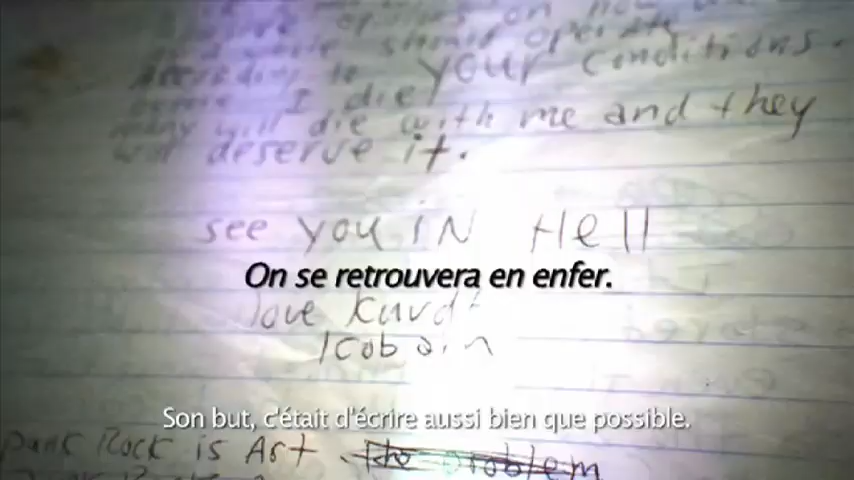 should operate
according to your conditions.
before I die
many will die with me and they
will deserve it.
see you iN Hell
On se retrouvera en enfer.
love Kurdt
Kobain
Son but, c'était d'écrire aussi bien que possible.
Punk Rock is Art The problem